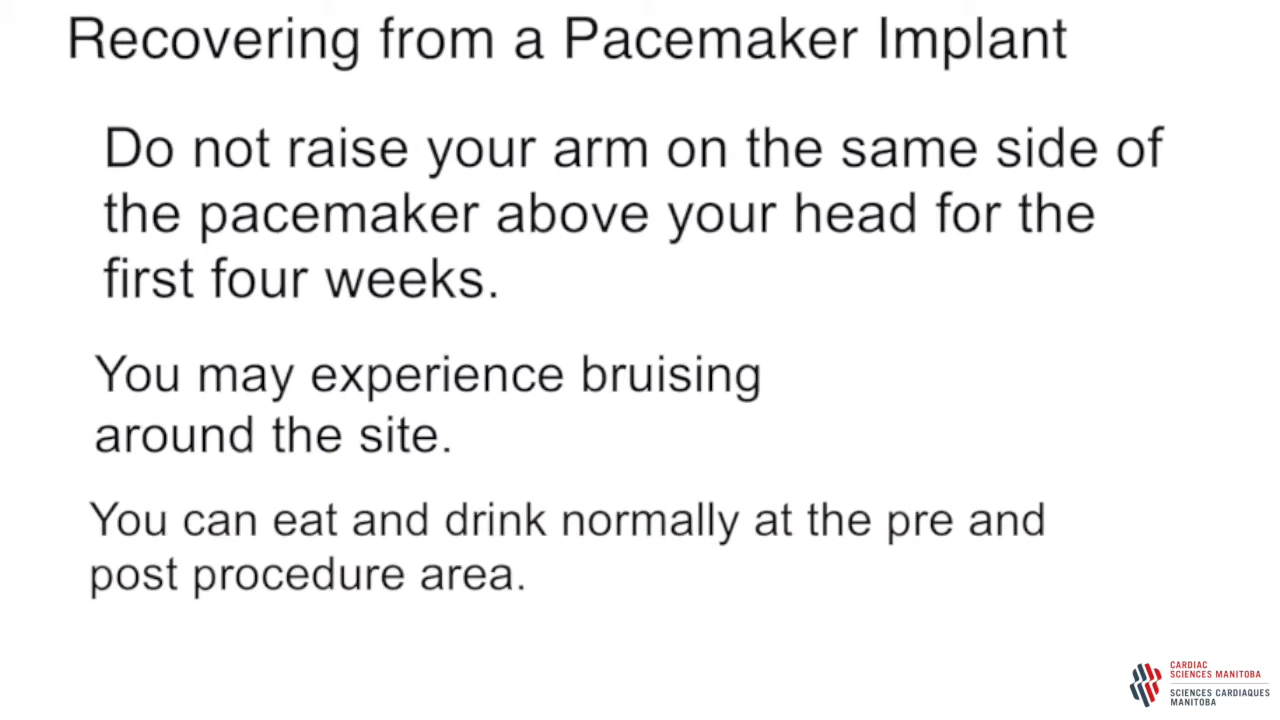 Recovering from a Pacemaker Implant
Do not raise your arm on the same side of
the pacemaker above your head for the
first four weeks.
You may experience bruising
around the site.
You can eat and drink normally at the pre and
post procedure area.
CARDIAC
SCIENCES MANITOBA
SCIENCES CARDIAQUES
MANITOBA